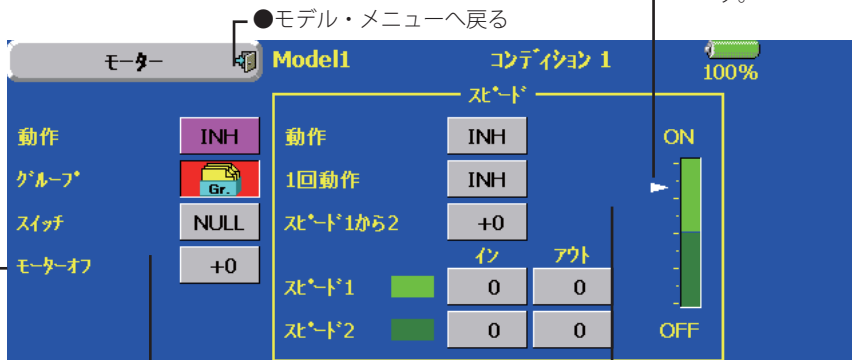 す。
●モデル・メニューへ戻る
モーター Model1 コンディション 1 100%
スピード
動作 INH 動作 INH ON
グループ Gr. 1回動作 INH
スイッチ NULL スピード1から2 +0
モーターオフ +0 イン アウト
スピード1 0 0
スピード2 0 0 OFF